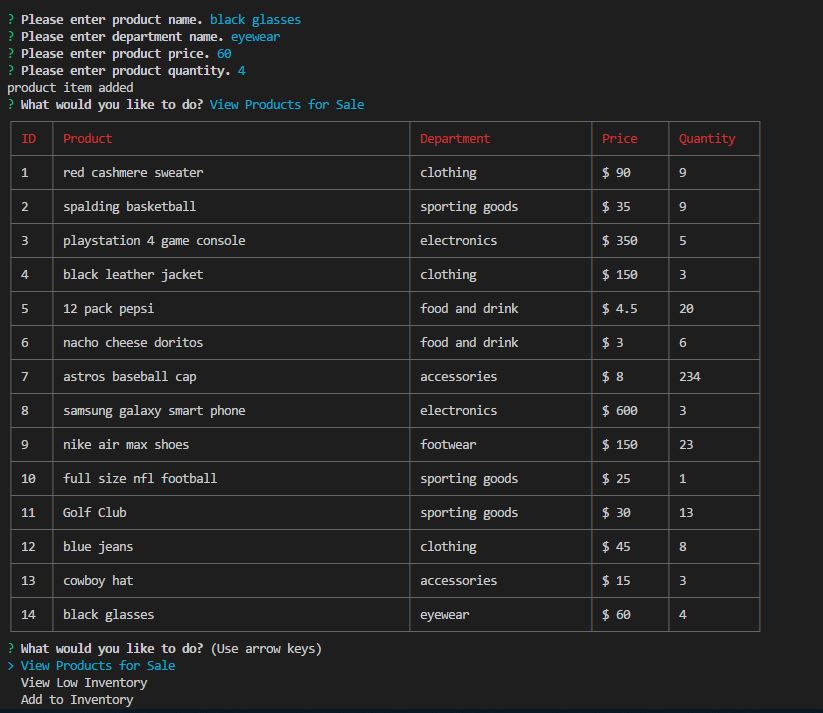 ? Please enter product name. black glasses
? Please enter department name. eyewear
? Please enter product price. 60
? Please enter product quantity. 4
product item added
? What would you like to do? View Products for Sale
ID Product Department Price Quantity
1 red cashmere sweater clothing $ 90 9
2 spalding basketball sporting goods $ 35 9
3 playstation 4 game console electronics $ 350 5
4 black leather jacket clothing $ 150 3
5 12 pack pepsi food and drink $ 4.5 20
6 nacho cheese doritos food and drink $ 3 6
7 astros baseball cap accessories $ 8 234
8 samsung galaxy smart phone electronics $ 600 3
9 nike air max shoes footwear $ 150 23
10 full size nfl football sporting goods $ 25 1
11 Golf Club sporting goods $ 30 13
12 blue jeans clothing $ 45 8
13 cowboy hat accessories $ 15 3
14 black glasses eyewear $ 60 4
? What would you like to do? (Use arrow keys)
> View Products for Sale
View Low Inventory
Add to Inventory